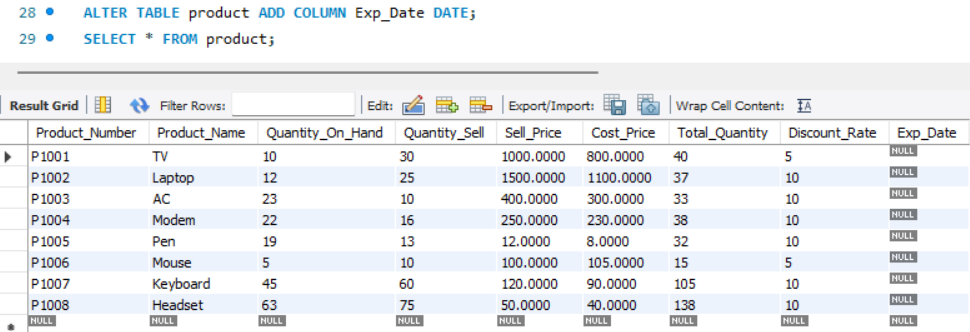 28 ALTER TABLE product ADD COLUMN Exp_Date DATE;
29 SELECT * FROM product;
Result Grid Filter Rows: Edit: Export/Import: Wrap Cell Content: IA
Product_Number Product_Name Quantity_On_Hand Quantity_Sell Sell_Price Cost_Price Total_Quantity Discount_Rate Exp_Date
P1001 TV 10 30 1000.0000 800.0000 40 5 NULL
P1002 Laptop 12 25 1500.0000 1100.0000 37 10 NULL
P1003 AC 23 10 400.0000 300.0000 33 10 NULL
P1004 Modem 22 16 250.0000 230.0000 38 10 NULL
P1005 Pen 19 13 12.0000 8.0000 32 10 NULL
P1006 Mouse 5 10 100.0000 105.0000 15 5 NULL
P1007 Keyboard 45 60 120.0000 90.0000 105 10 NULL
P1008 Headset 63 75 50.0000 40.0000 138 10 NULL
* NULL NULL NULL NULL NULL NULL NULL NULL NULL